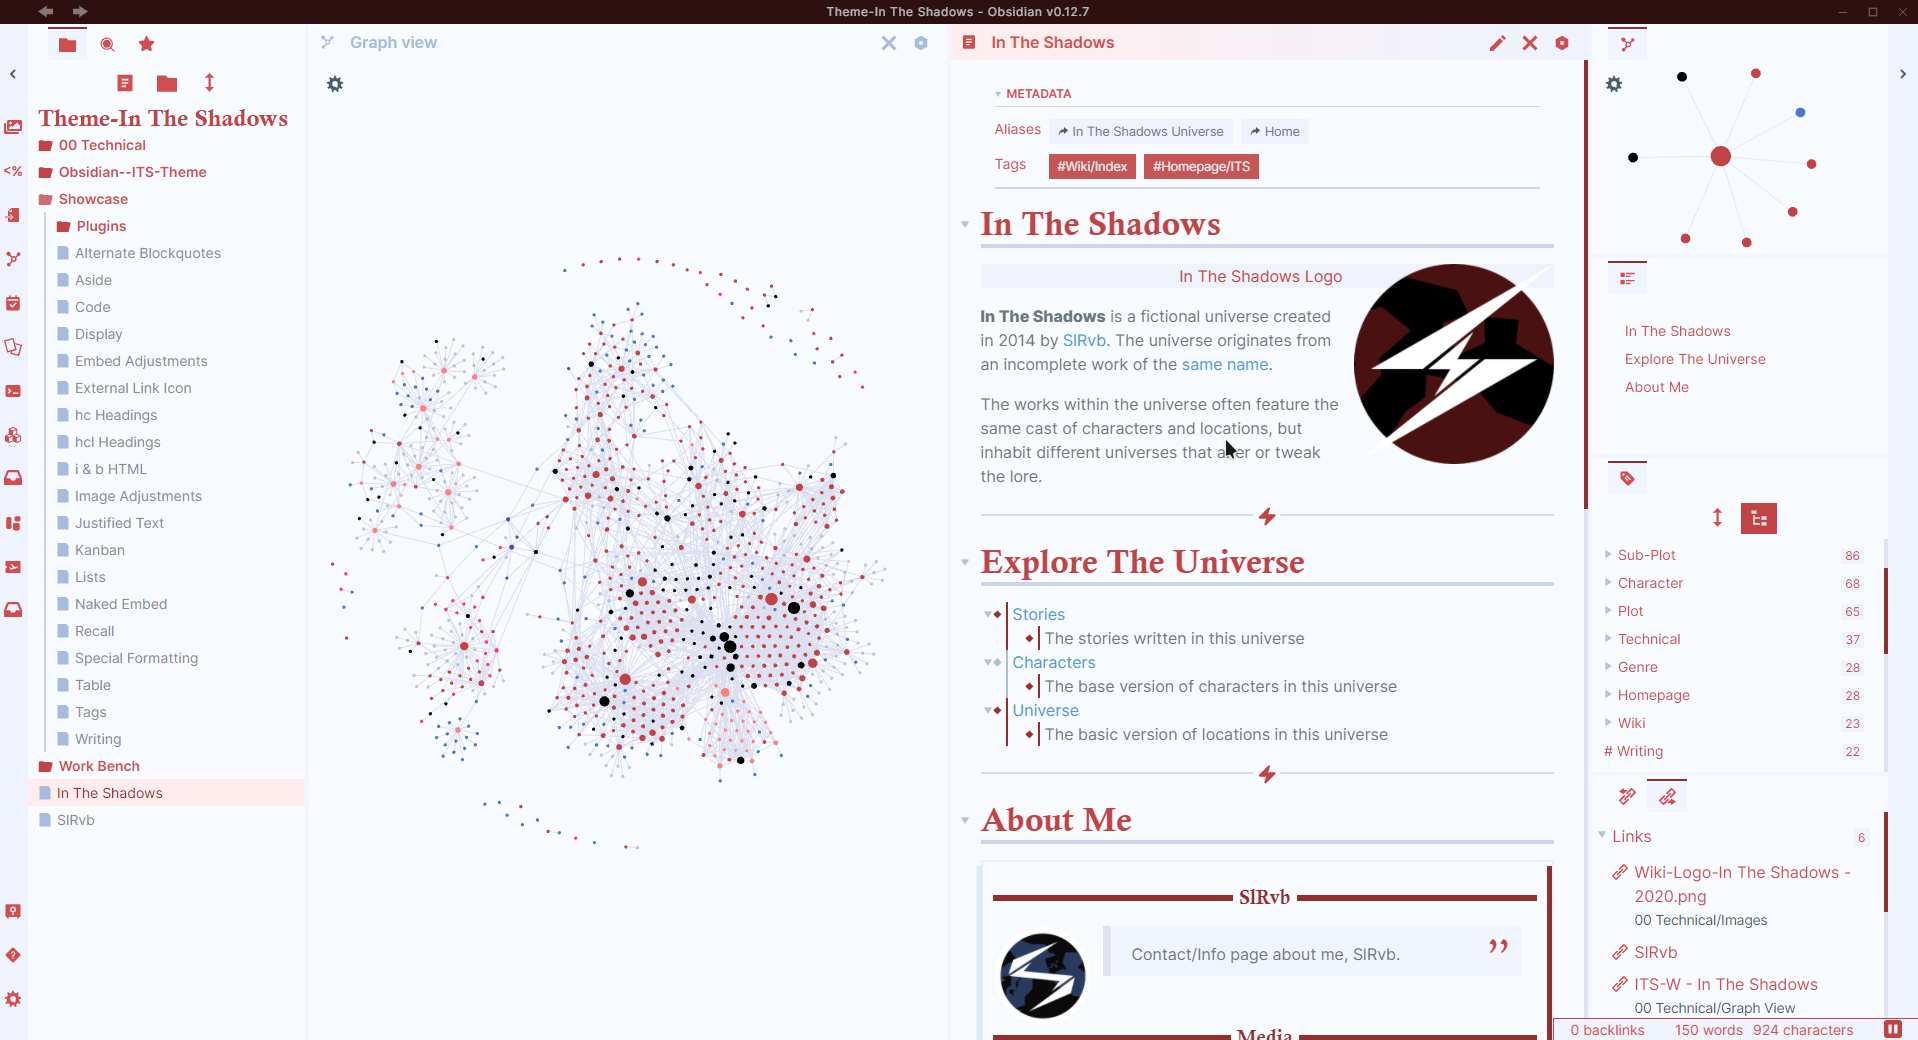 Theme-In The Shadows - Obsidian v0.12.7
Theme-In The Shadows
00 Technical
Obsidian--ITS-Theme
Showcase
Plugins
Alternate Blockquotes
Aside
Code
Display
Embed Adjustments
External Link Icon
hc Headings
hcl Headings
i & b HTML
Image Adjustments
Justified Text
Kanban
Lists
Naked Embed
Recall
Special Formatting
Table
Tags
Writing
Work Bench
In The Shadows
SlRvb
<%
Graph view
In The Shadows
METADATA
Aliases In The Shadows Universe Home
Tags #Wiki/Index #Homepage/ITS
In The Shadows
In The Shadows Logo
In The Shadows is a fictional universe created
in 2014 by SlRvb. The universe originates from
an incomplete work of the same name.
The works within the universe often feature the
same cast of characters and locations, but
inhabit different universes that alter or tweak
the lore.
Explore The Universe
Stories
The stories written in this universe
Characters
The base version of characters in this universe
Universe
The basic version of locations in this universe
About Me
SlRvb
Contact/Info page about me, SlRvb.
Media
In The Shadows
Explore The Universe
About Me
Sub-Plot 86
Character 68
Plot 65
Technical 37
Genre 28
Homepage 28
Wiki 23
# Writing 22
Links 6
Wiki-Logo-In The Shadows -
2020.png
00 Technical/Images
SlRvb
ITS-W - In The Shadows
00 Technical/Graph View
0 backlinks 150 words 924 characters